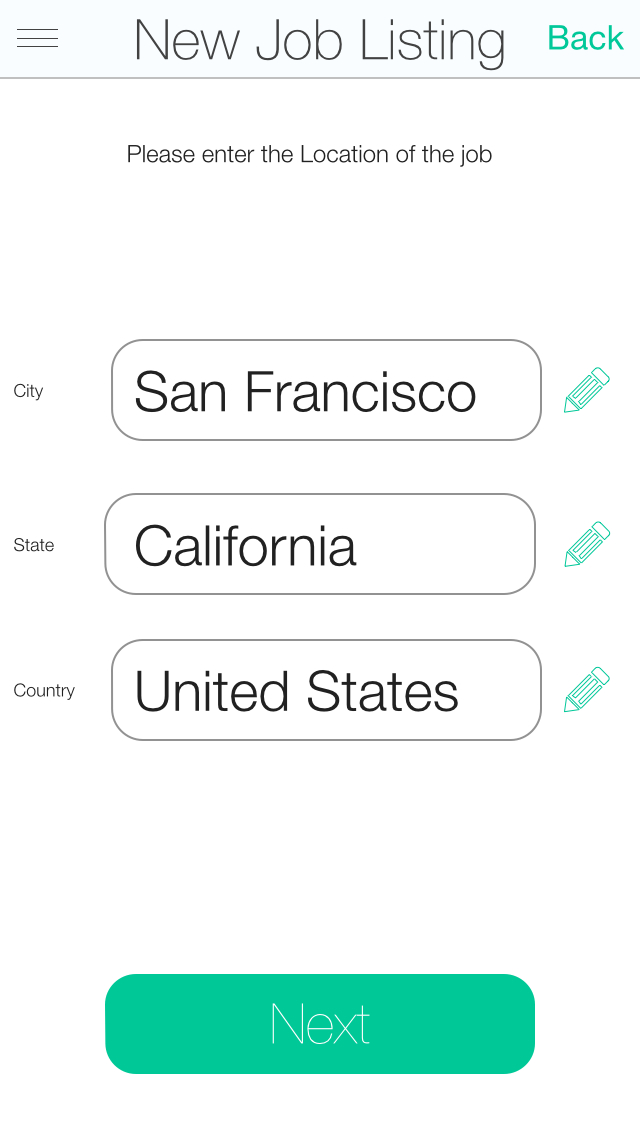 New Job Listing Back
Please enter the Location of the job
City San Francisco
State California
Country United States
Next